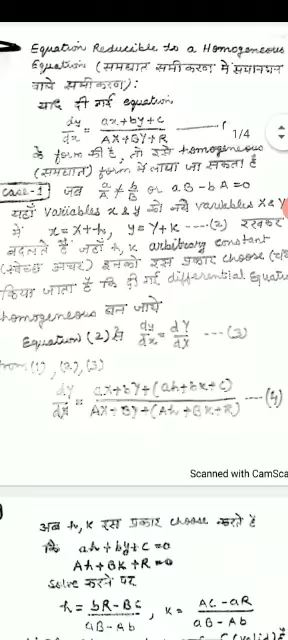 Equation Reducible to a Homogeneous
Equation (समघात समीकरण में समानयन
वाले समीकरण):
यदि दी गई equation
dy/dx = ax+by+c / AX+BY+R ---- (
1/4
के form की है, तो इसे homogeneous
(समघात) form में लाया जा सकता है
Case-1 जब a/A ≠ b/B or aB-bA=0
यहाँ variables x & y को नये variables X & Y
में x = X+h, y = Y+k ---- (2) रखकर
बदलते हैं जहाँ h, k arbitrary constant
(स्वेच्छ अचर) इनको इस प्रकार choose
किया जाता है कि दी गई differential Equati
homogeneous बन जाये
Equation (2) से dy/dx = dY/dX --- (3)
from (1), (2), (3)
dY/dX = aX+bY+(ah+bk+c) / AX+BY+(Ah+Bk+R) ---- (4)
Scanned with CamSca
अब h, k इस प्रकार choose करते हैं
कि ah+by+c=0
Ah+Bk+R=0
solve करने पर
h = bR-BC / aB-Ab , k = AC-aR / aB-Ab